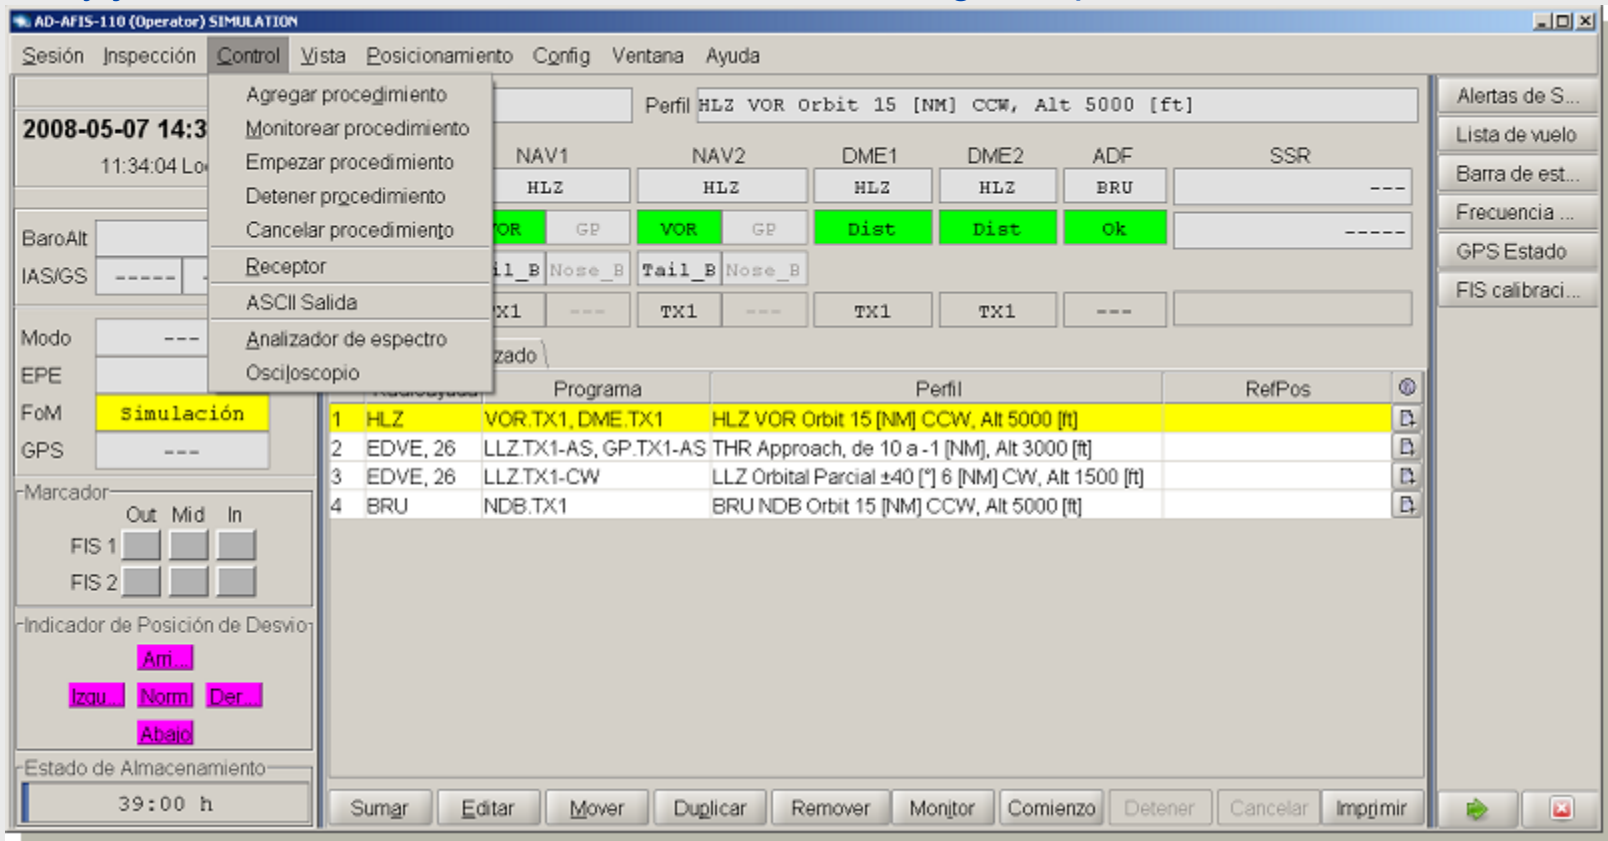 AD-AFIS-110 (Operator) SIMULATION
Sesión Inspección Control Vista Posicionamiento Config Ventana Ayuda
Agregar procedimiento
Monitorear procedimiento
Empezar procedimiento
Detener procedimiento
Cancelar procedimiento
Receptor
ASCII Salida
Analizador de espectro
Osciloscopio
2008-05-07 14:3
11:34:04
BaroAlt
IAS/GS ----- -
Modo ---
EPE
FoM Simulación
GPS ---
Marcador
Out Mid In
FIS 1
FIS 2
Indicador de Posición de Desvio
Arri...
Izqu... Norm Der...
Abajo
Estado de Almacenamiento
39:00 h
Perfil HLZ VOR Orbit 15 [NM] CCW, Alt 5000 [ft]
NAV1 NAV2 DME1 DME2 ADF SSR
HLZ HLZ HLZ HLZ BRU ---
OR GP VOR GP Dist Dist Ok -----
il_B Nose_B Tail_B Nose_B
X1 --- TX1 --- TX1 TX1 ---
zado
Programa Perfil RefPos
1 HLZ VOR.TX1, DME.TX1 HLZ VOR Orbit 15 [NM] CCW, Alt 5000 [ft]
2 EDVE, 26 LLZ.TX1-AS, GP.TX1-AS THR Approach, de 10 a -1 [NM], Alt 3000 [ft]
3 EDVE, 26 LLZ.TX1-CW LLZ Orbital Parcial ±40 [°] 6 [NM] CW, Alt 1500 [ft]
4 BRU NDB.TX1 BRU NDB Orbit 15 [NM] CCW, Alt 5000 [ft]
Sumar Editar Mover Duplicar Remover Monitor Comienzo Detener Cancelar Imprimir
Alertas de S...
Lista de vuelo
Barra de est...
Frecuencia ...
GPS Estado
FIS calibraci...